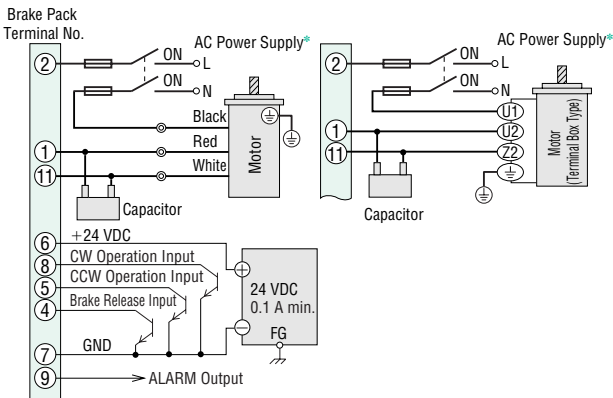 Brake Pack
Terminal No.
2
ON
L
ON
N
AC Power Supply*
Black
Red
White
1
11
Motor
Capacitor
6
+24 VDC
8
CW Operation Input
5
CCW Operation Input
4
Brake Release Input
7
GND
9
ALARM Output
24 VDC
0.1 A min.
FG
2
ON
L
ON
N
AC Power Supply*
U1
1
U2
11
Z2
Motor
(Terminal Box Type)
Capacitor